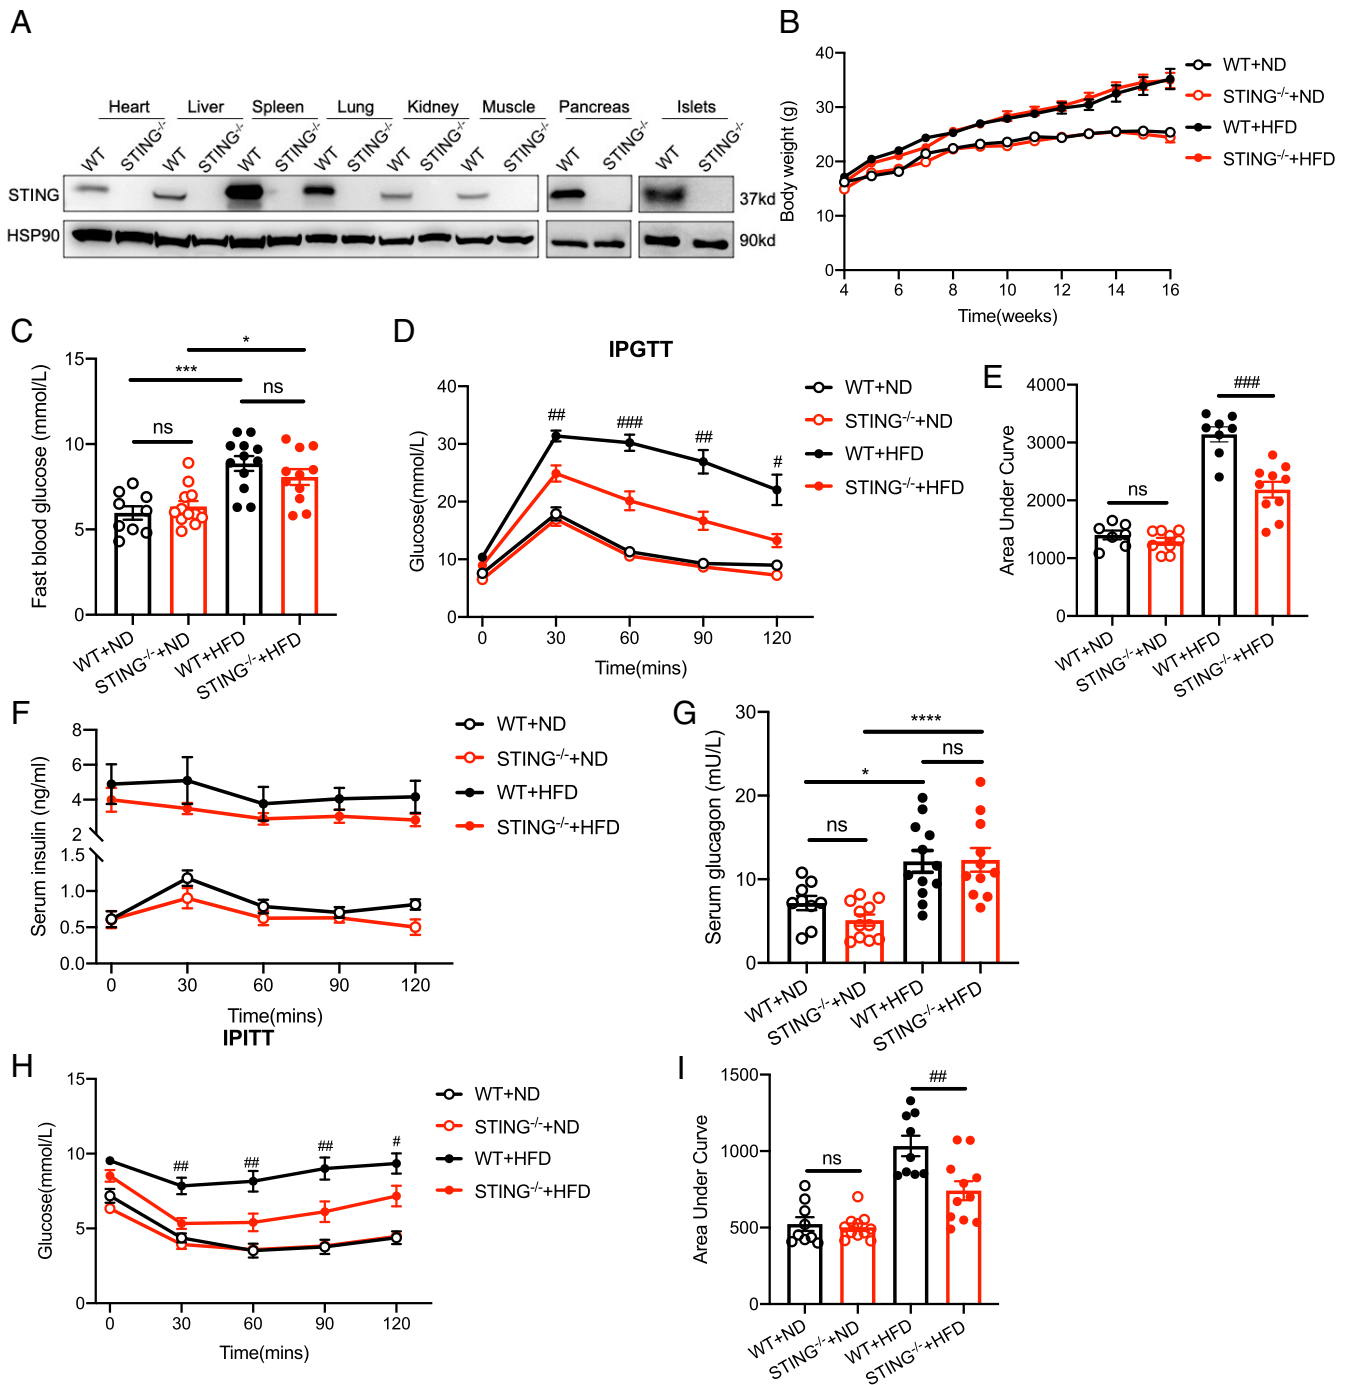 A
Heart Liver Spleen Lung Kidney Muscle Pancreas Islets
WT STING-/- WT STING-/- WT STING-/- WT STING-/- WT STING-/- WT STING-/- WT STING-/- WT STING-/-
STING 37kd
HSP90 90kd
B
Body weight (g)
40
30
20
10
0
4 6 8 10 12 14 16
Time(weeks)
WT+ND
STING-/-+ND
WT+HFD
STING-/-+HFD
C
Fast blood glucose (mmol/L)
15
10
5
0
*
***
ns
ns
WT+ND
STING-/-+ND
WT+HFD
STING-/-+HFD
D
IPGTT
Glucose(mmol/L)
40
30
20
10
0
## ### ## #
0 30 60 90 120
Time(mins)
WT+ND
STING-/-+ND
WT+HFD
STING-/-+HFD
E
Area Under Curve
4000
3000
2000
1000
0
###
ns
WT+ND
STING-/-+ND
WT+HFD
STING-/-+HFD
F
Serum insulin (ng/ml)
8
6
4
2
1.5
1.0
0.5
0.0
0 30 60 90 120
Time(mins)
WT+ND
STING-/-+ND
WT+HFD
STING-/-+HFD
G
Serum glucagon (mU/L)
30
20
10
0
****
ns
*
ns
WT+ND
STING-/-+ND
WT+HFD
STING-/-+HFD
H
IPITT
Glucose(mmol/L)
15
10
5
0
## ## ## #
0 30 60 90 120
Time(mins)
WT+ND
STING-/-+ND
WT+HFD
STING-/-+HFD
I
Area Under Curve
1500
1000
500
0
##
ns
WT+ND
STING-/-+ND
WT+HFD
STING-/-+HFD